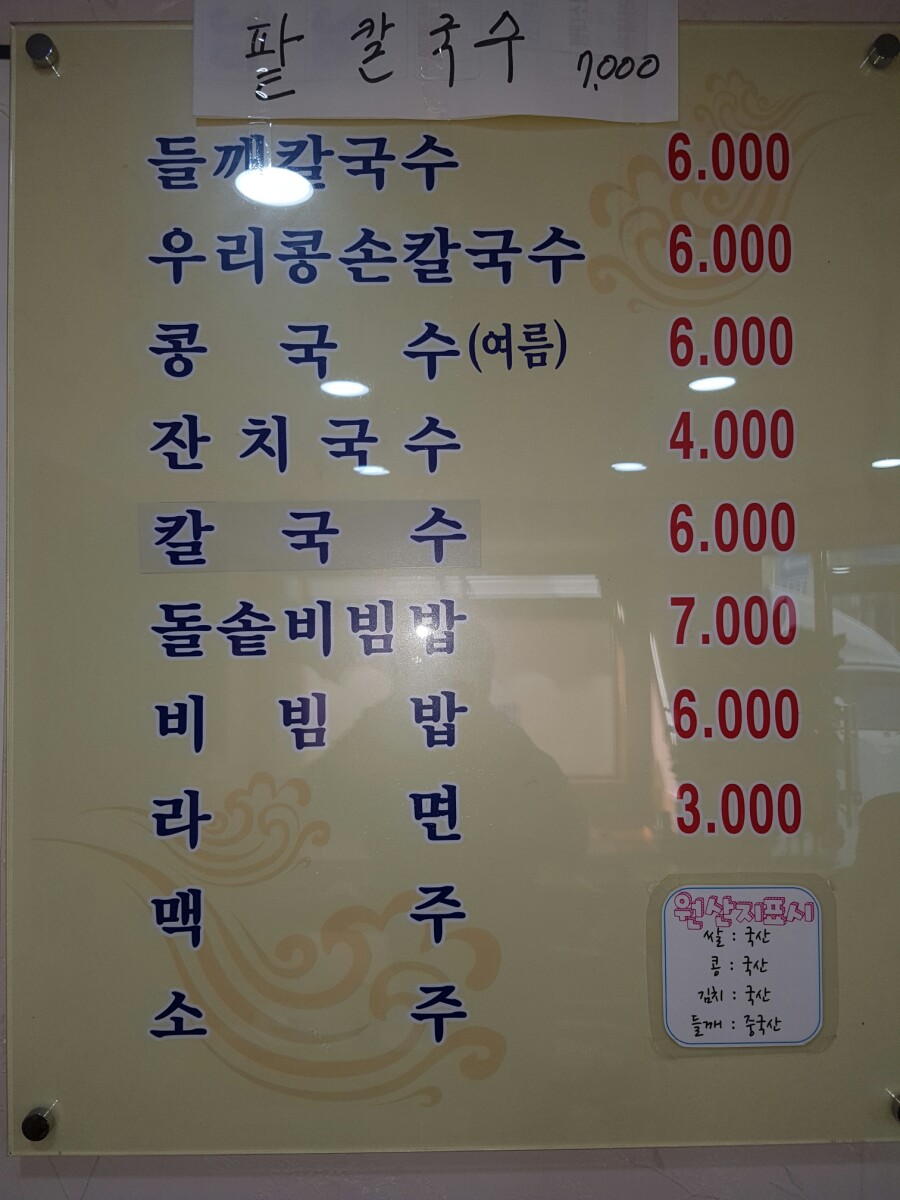 팥 칼국수 7,000
들깨칼국수 6.000
우리콩손칼국수 6.000
콩 국 수(여름) 6.000
잔 치 국 수 4.000
칼 국 수 6.000
돌솥비빔밥 7.000
비 빔 밥 6.000
라 면 3.000
맥 주
소 주
원산지표시
쌀 : 국산
콩 : 국산
김치 : 국산
들깨 : 중국산